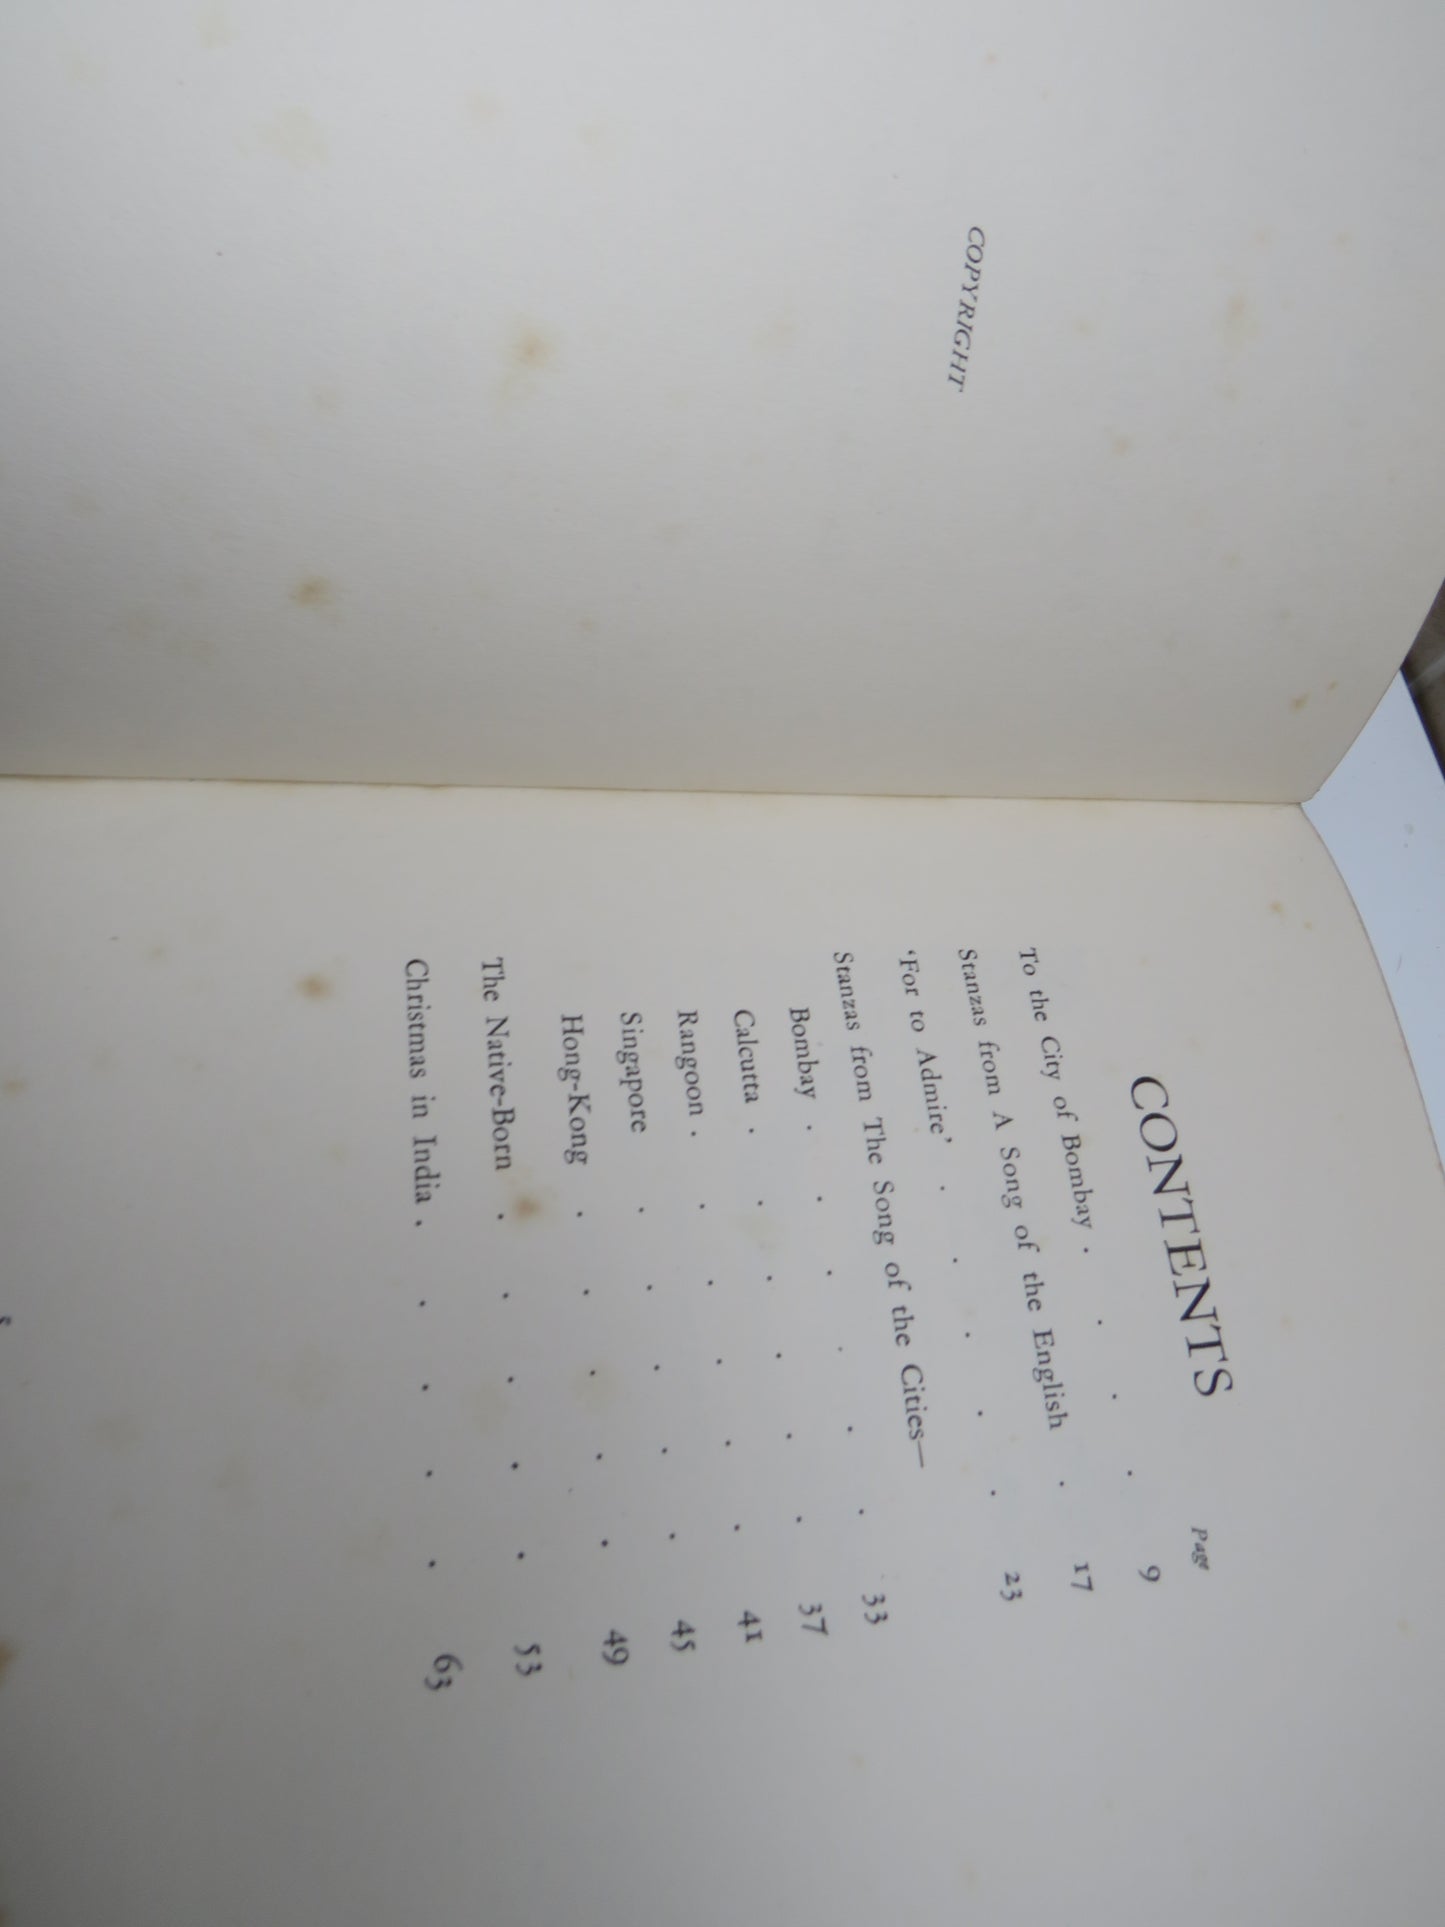 COPYRIGHT
CONTENTS
Page
To the City of Bombay . . . . 9
Stanzas from A Song of the English . 17
‘For to Admire’ . . . . . 23
Stanzas from The Song of the Cities—
Bombay . . . . . . 33
Calcutta . . . . . . 37
Rangoon . . . . . . 41
Singapore . . . . . 45
Hong-Kong . . . . . 49
The Native-Born . . . . . 53
Christmas in India . . . . . 63